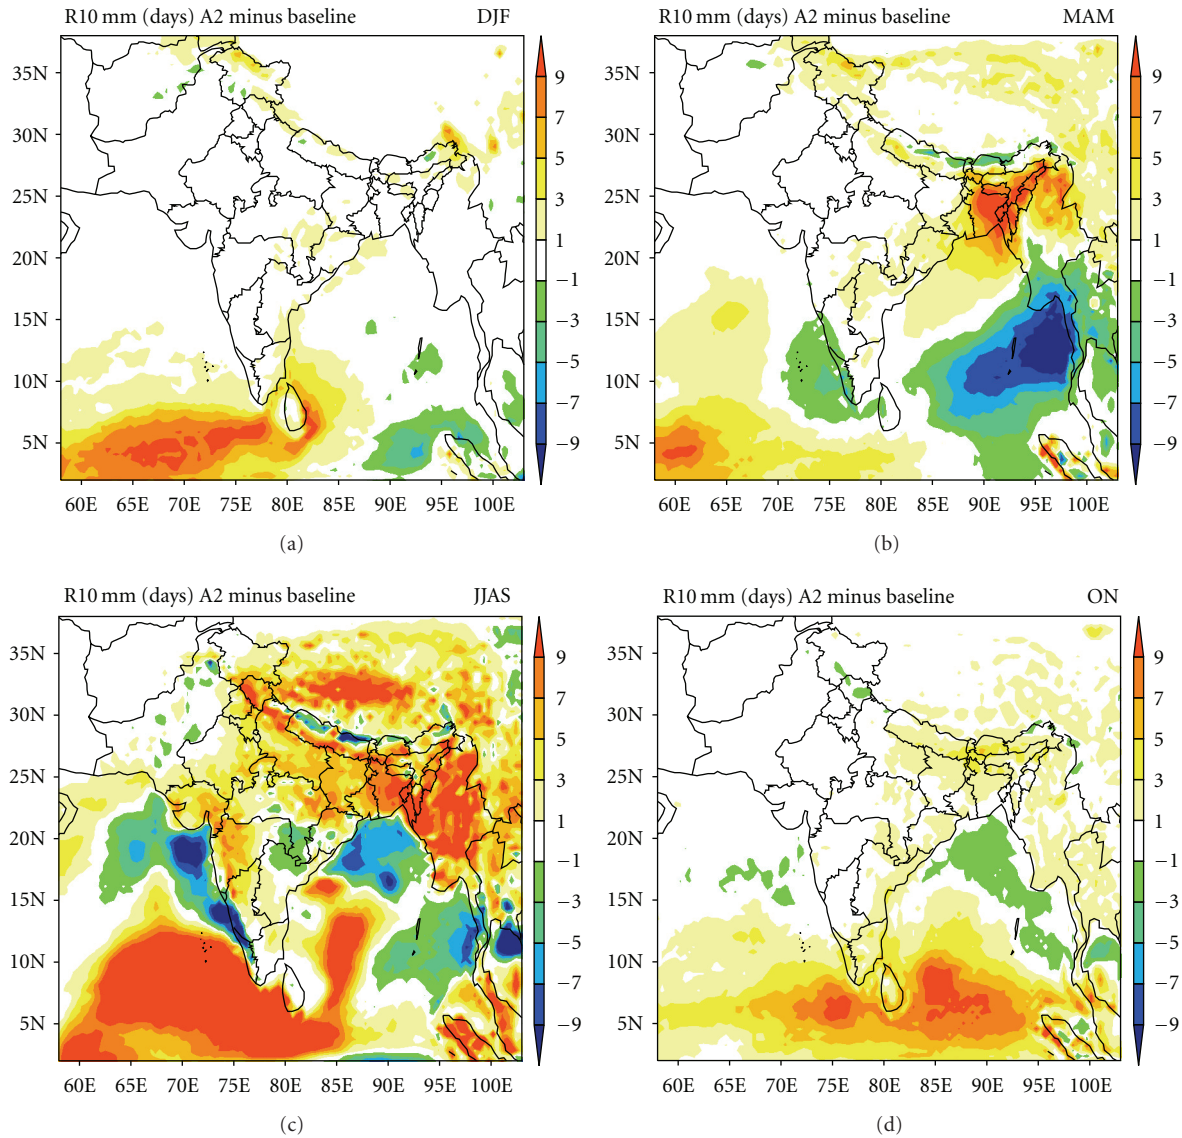 R10 mm (days) A2 minus baseline DJF
35N
30N
25N
20N
15N
10N
5N
60E 65E 70E 75E 80E 85E 90E 95E 100E
9
7
5
3
1
−1
−3
−5
−7
−9
(a)
R10 mm (days) A2 minus baseline MAM
35N
30N
25N
20N
15N
10N
5N
60E 65E 70E 75E 80E 85E 90E 95E 100E
9
7
5
3
1
−1
−3
−5
−7
−9
(b)
R10 mm (days) A2 minus baseline JJAS
35N
30N
25N
20N
15N
10N
5N
60E 65E 70E 75E 80E 85E 90E 95E 100E
9
7
5
3
1
−1
−3
−5
−7
−9
(c)
R10 mm (days) A2 minus baseline ON
35N
30N
25N
20N
15N
10N
5N
60E 65E 70E 75E 80E 85E 90E 95E 100E
9
7
5
3
1
−1
−3
−5
−7
−9
(d)